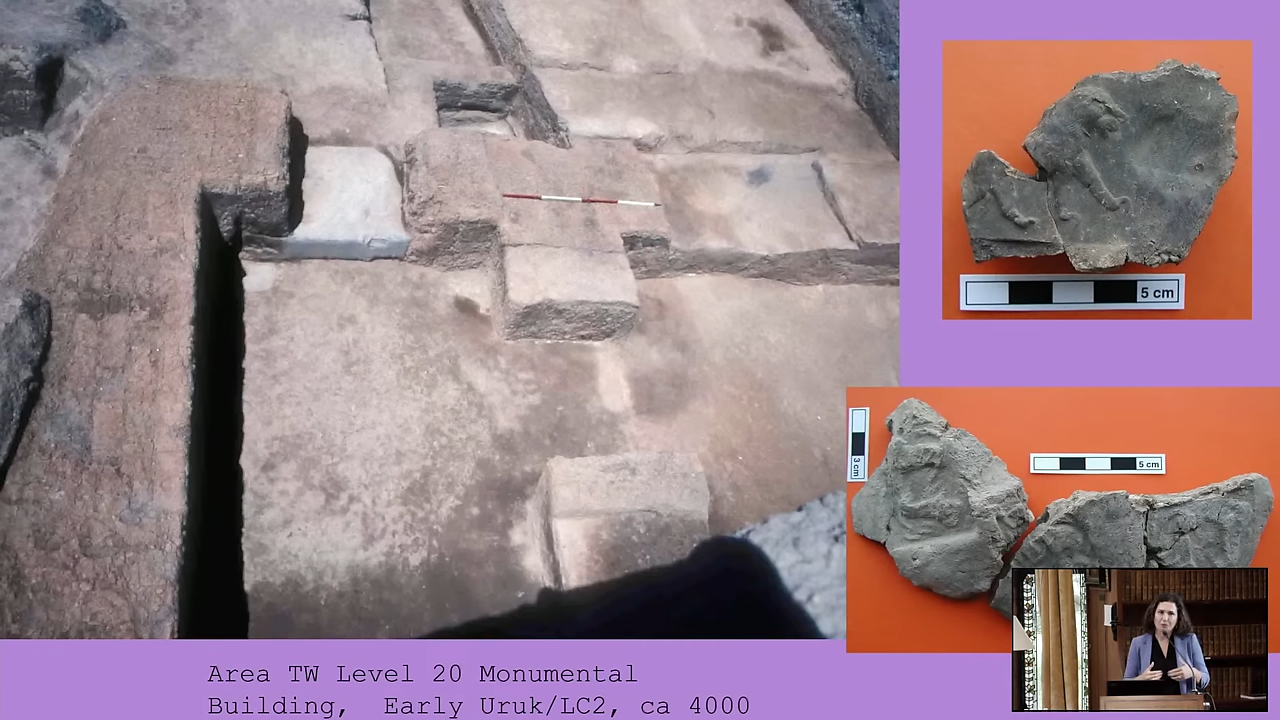 5 cm
3 cm
5 cm
Area TW Level 20 Monumental
Building,  Early Uruk/LC2, ca 4000